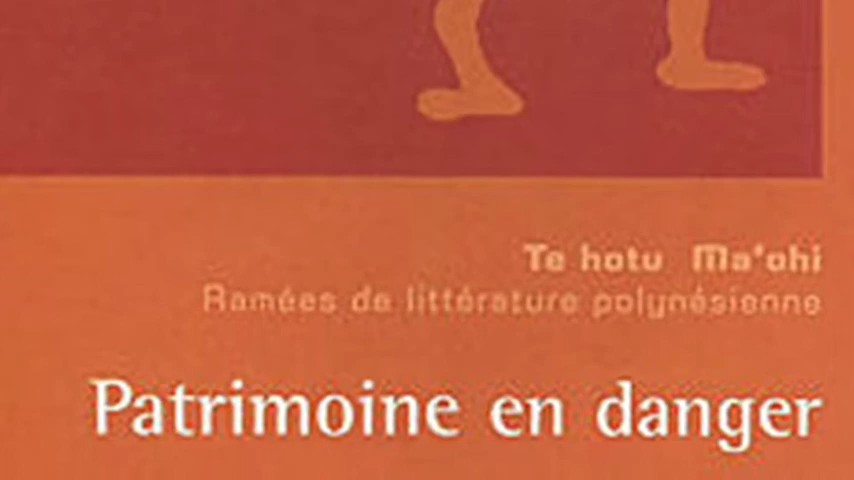 Te hotu Ma'ohi
Ramées de littérature polynésienne
Patrimoine en danger